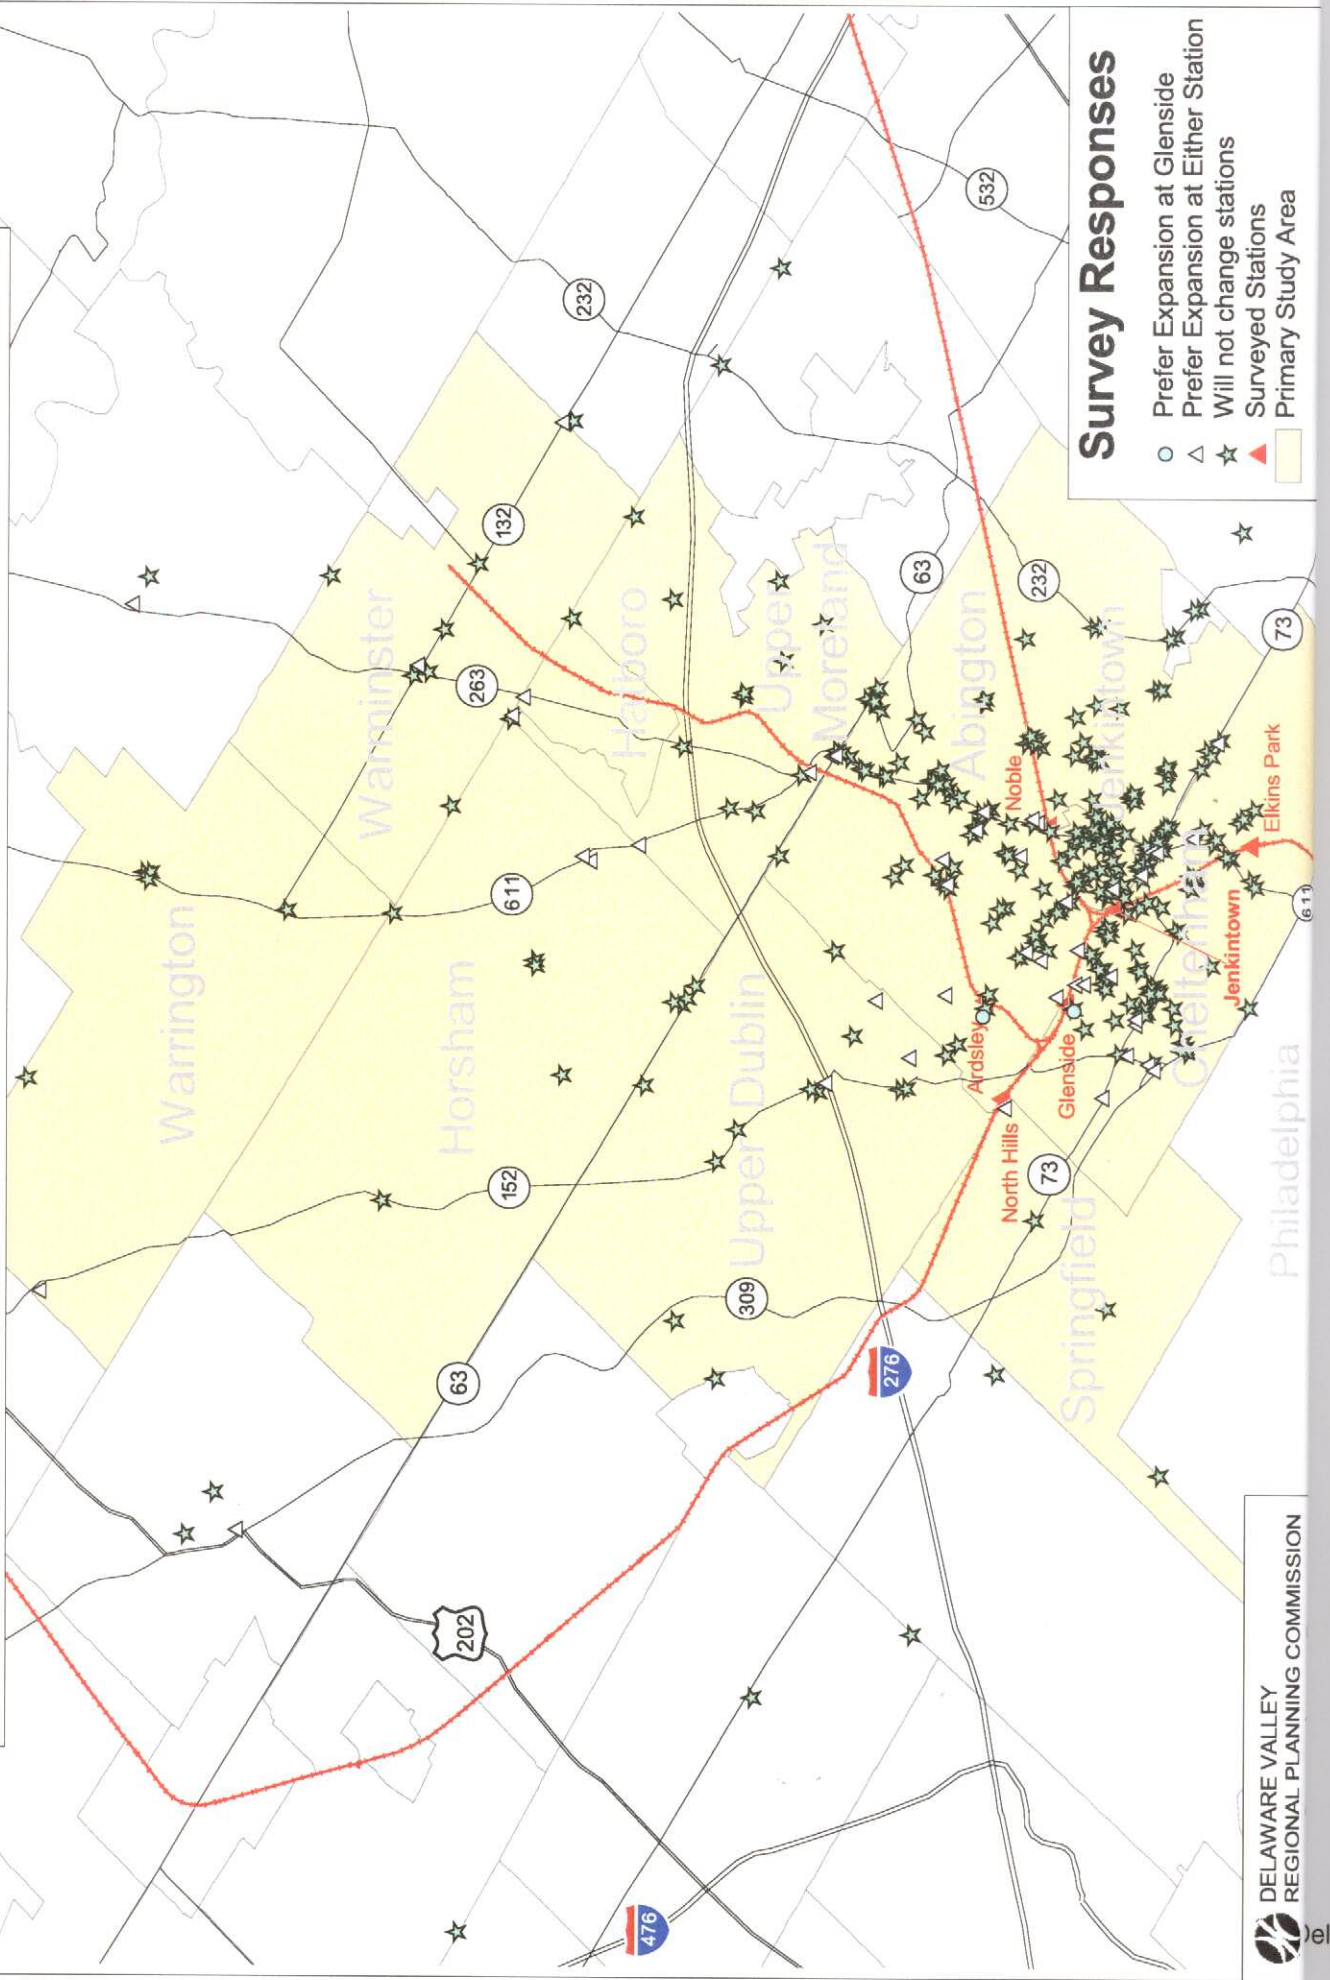 Survey Responses
Prefer Expansion at Glenside
Prefer Expansion at Either Station
Will not change stations
Surveyed Stations
Primary Study Area
532
232
132
63
232
73
263
611
Warminster
Hatboro
Upper
Moreland
Abington
Jenkintown
Noble
Elkins Park
Warrington
Horsham
Upper Dublin
Ardsley
Glenside
Cheltenham
Jenkintown
611
North Hills
152
73
309
Springfield
Philadelphia
63
276
202
476
DELAWARE VALLEY
REGIONAL PLANNING COMMISSION
Del